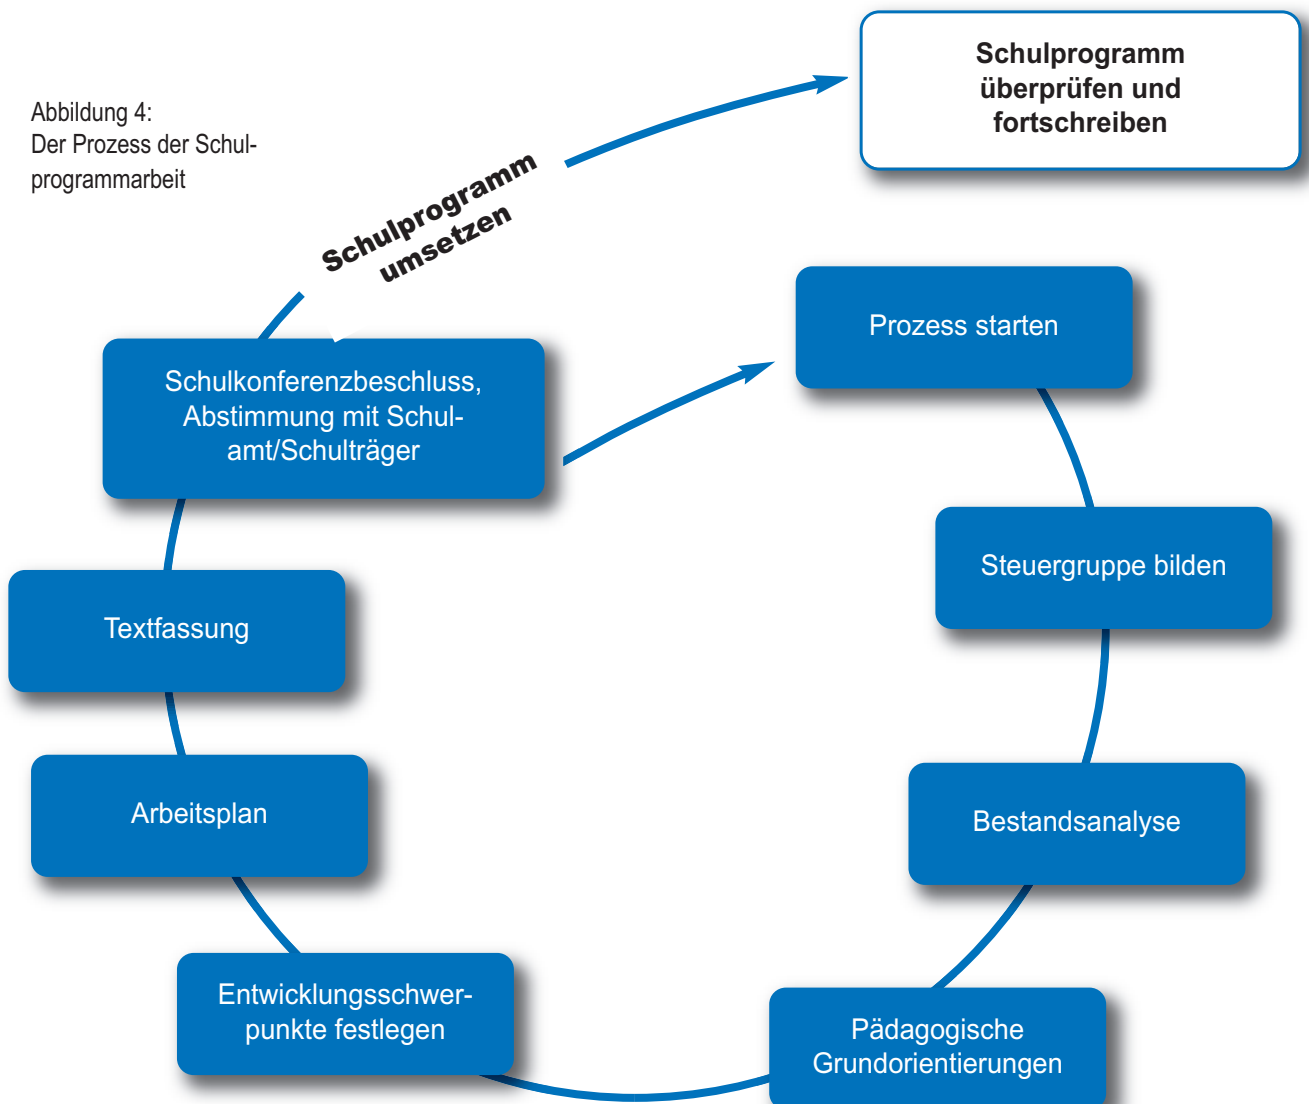 Abbildung 4:
Der Prozess der Schul-
programmarbeit
Schulprogramm
überprüfen und
fortschreiben
Schulprogramm
umsetzen
Prozess starten
Schulkonferenzbeschluss,
Abstimmung mit Schul-
amt/Schulträger
Steuergruppe bilden
Textfassung
Arbeitsplan
Bestandsanalyse
Entwicklungsschwer-
punkte festlegen
Pädagogische
Grundorientierungen